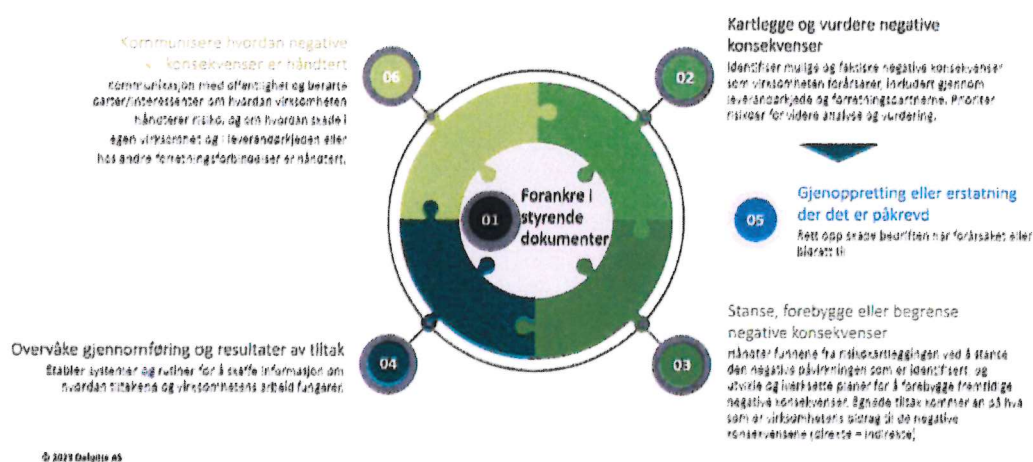 Kommunisere hvordan negative
konsekvenser er håndtert
Kommunikasjon med offentlighet og berørte
parter/interessenter om hvordan virksomheten
håndterer risiko, og om hvordan skade i
egen virksomhet og i leverandørkjeden eller
hos andre forretningsforbindelser er håndtert.
06
02
Kartlegge og vurdere negative
konsekvenser
Identifiser mulige og faktiske negative konsekvenser
som virksomheten forårsaker, inkludert gjennom
leverandørkjede og forretningspartnerne. Prioriter
risikoer for videre analyse og vurdering.
01
Forankre i
styrende
dokumenter
05
Gjenoppretting eller erstatning
der det er påkrevd
Rett opp skade bedriften har forårsaket eller
bidratt til
Overvåke gjennomføring og resultater av tiltak
Etabler systemer og rutiner for å skaffe informasjon om
hvordan tiltakene og virksomhetens arbeid fungerer.
04
03
Stanse, forebygge eller begrense
negative konsekvenser
Håndter funnene fra risikokartleggingen ved å stanse
den negative påvirkningen som er identifisert og
utvikle og iverksette planer for å forebygge fremtidige
negative konsekvenser. Egnede tiltak kommer an på hva
som er virksomhetens bidrag til de negative
konsekvensene (direkte – indirekte)
© 2023 Deloitte AS